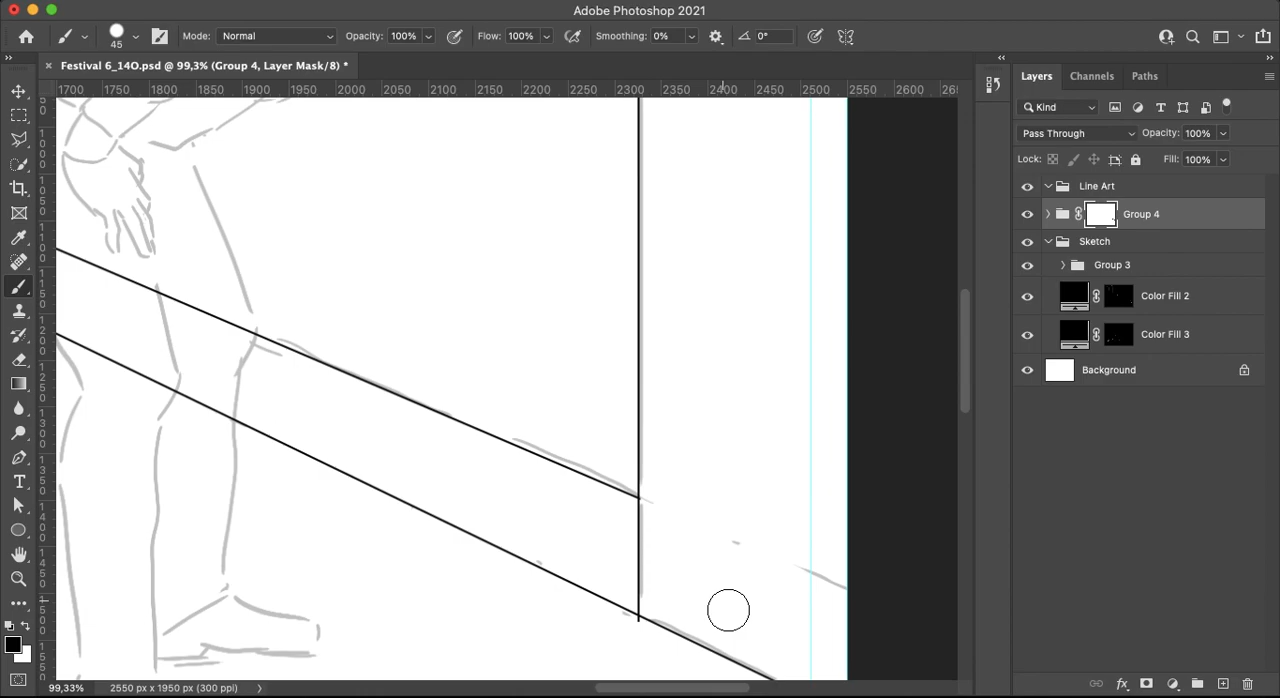 Adobe Photoshop 2021
45 Mode: Normal Opacity: 100% Flow: 100% Smoothing: 0% 0°
Festival 6_14O.psd @ 99,3% (Group 4, Layer Mask/8) *
1700 1750 1800 1850 1900 1950 2000 2050 2100 2150 2200 2250 2300 2350 2400 2450 2500 2550 2600 265
Layers Channels Paths
Kind
Pass Through Opacity: 100%
Lock: Fill: 100%
Line Art
Group 4
Sketch
Group 3
Color Fill 2
Color Fill 3
Background
99,33% 2550 px x 1950 px (300 ppi)